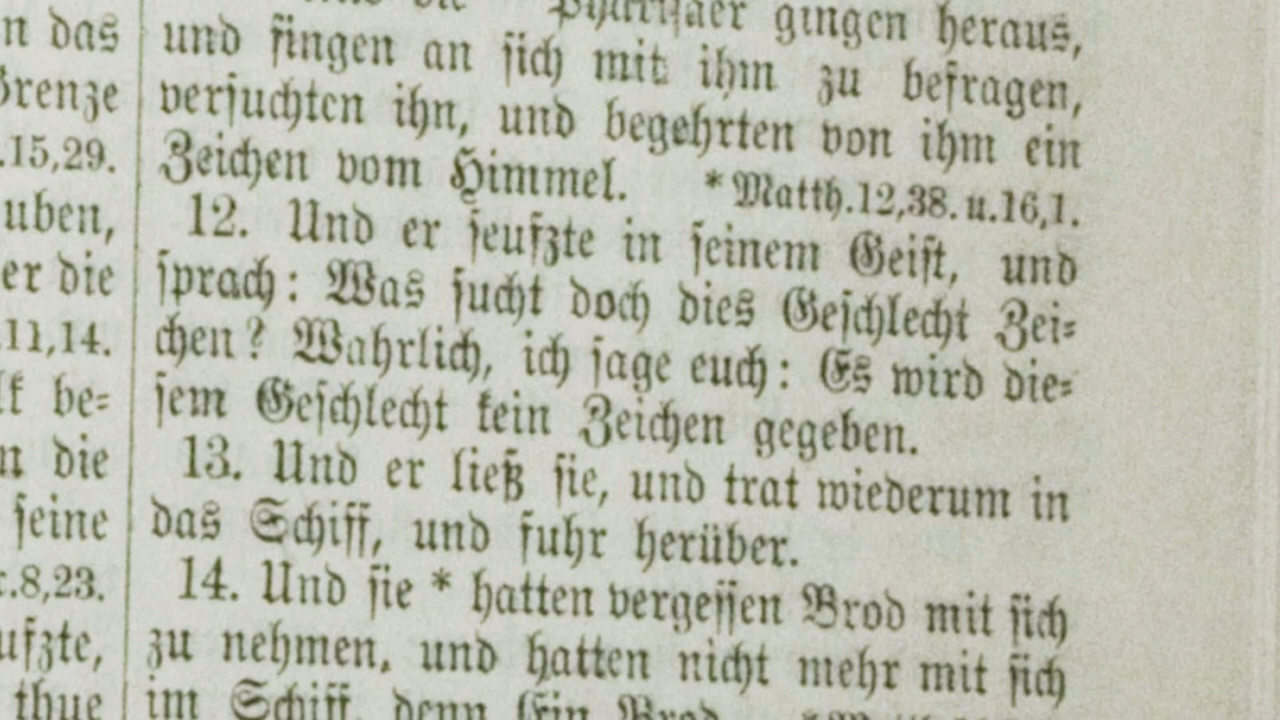 n das
Grenze
.15,29.
uben,
er die
.11,14.
lk be-
n die
seine
r.8,23.
ufzte,
thue
die Pharisäer gingen heraus,
und fingen an sich mit ihm zu befragen,
versuchten ihn, und begehrten von ihm ein
Zeichen vom Himmel. *Matth.12,38. u.16,1.
12. Und er seufzte in seinem Geist, und
sprach: Was sucht doch dies Geschlecht Zei-
chen? Wahrlich, ich sage euch: Es wird die-
sem Geschlecht kein Zeichen gegeben.
13. Und er ließ sie, und trat wiederum in
das Schiff, und fuhr herüber.
14. Und sie * hatten vergessen Brod mit sich
zu nehmen, und hatten nicht mehr mit sich
im Schiff, denn Ein Brod.